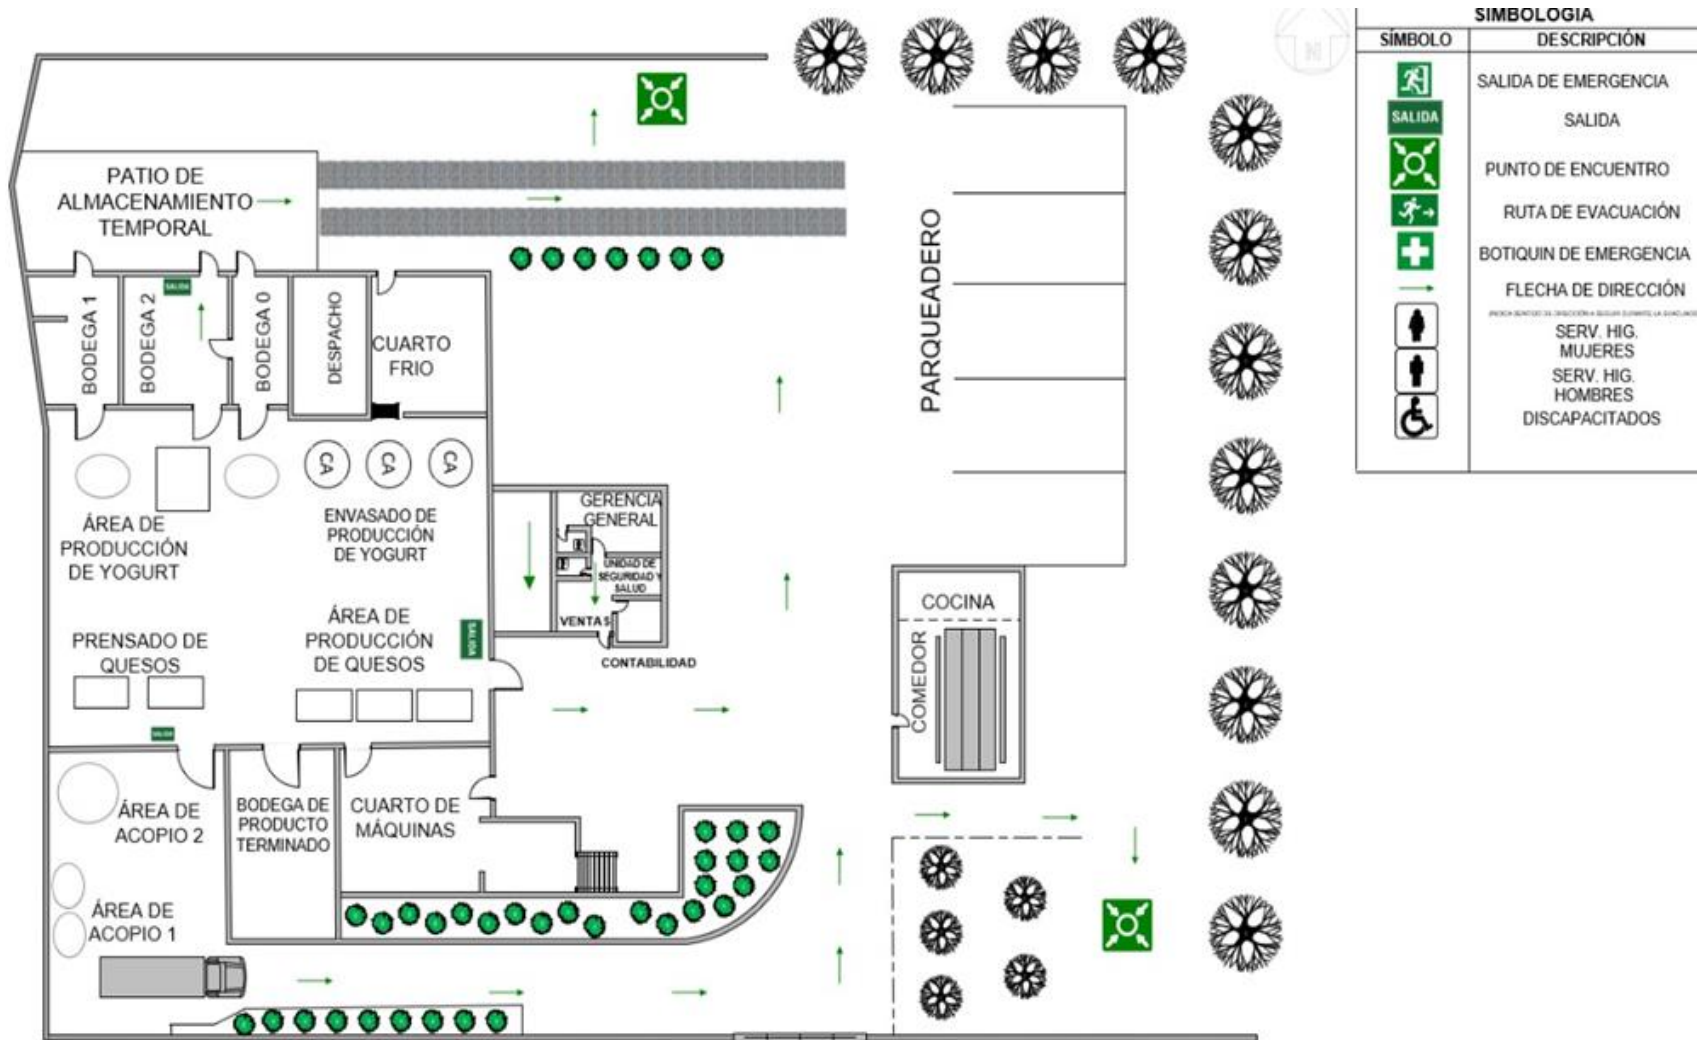 SIMBOLOGIA
SÍMBOLO
DESCRIPCIÓN
SALIDA DE EMERGENCIA
SALIDA
SALIDA
PUNTO DE ENCUENTRO
RUTA DE EVACUACIÓN
BOTIQUIN DE EMERGENCIA
FLECHA DE DIRECCIÓN
SERV. HIG.
MUJERES
SERV. HIG.
HOMBRES
DISCAPACITADOS
N
PATIO DE
ALMACENAMIENTO
TEMPORAL
BODEGA 1
BODEGA 2
SALIDA
BODEGA 0
DESPACHO
CUARTO
FRIO
PARQUEADERO
CA
CA
CA
ÁREA DE
PRODUCCIÓN
DE YOGURT
ENVASADO DE
PRODUCCIÓN
DE YOGURT
GERENCIA
GENERAL
UNIDAD DE
SEGURIDAD Y
SALUD
VENTAS
CONTABILIDAD
PRENSADO DE
QUESOS
ÁREA DE
PRODUCCIÓN
DE QUESOS
SALIDA
SALIDA
COCINA
COMEDOR
ÁREA DE
ACOPIO 2
BODEGA DE
PRODUCTO
TERMINADO
CUARTO DE
MÁQUINAS
ÁREA DE
ACOPIO 1